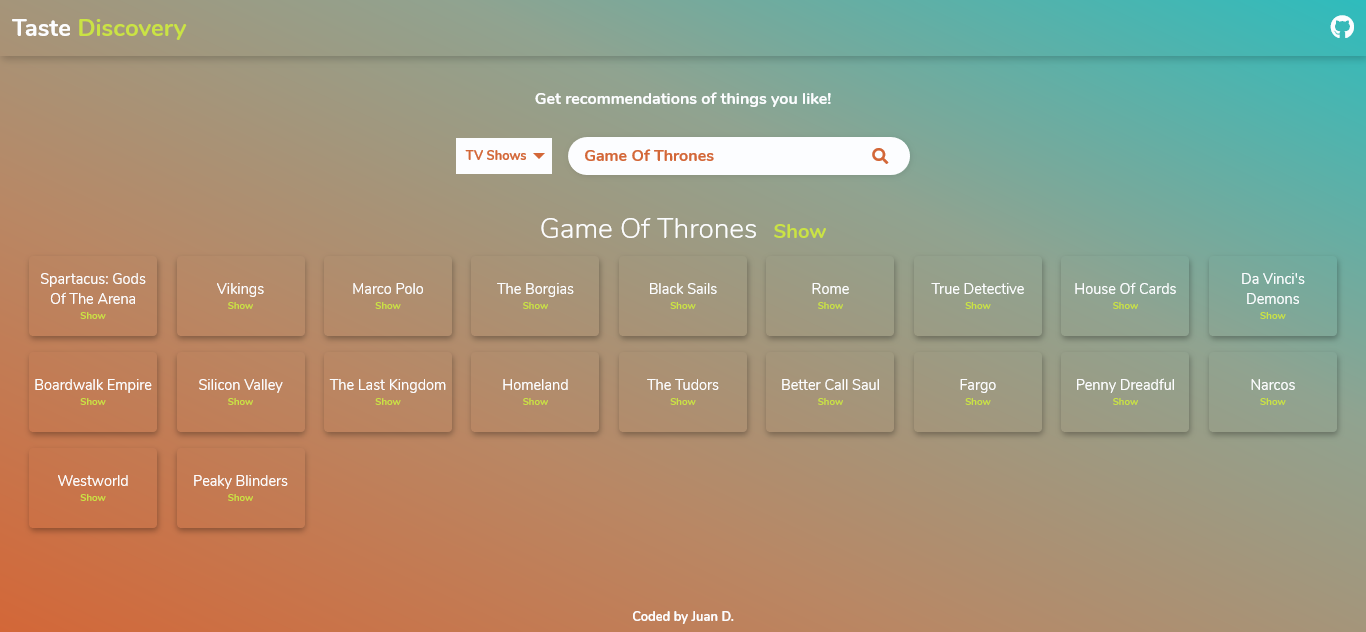 Taste Discovery
Get recommendations of things you like!
TV Shows
Game Of Thrones
Game Of Thrones Show
Spartacus: Gods
Of The Arena
Show
Vikings
Show
Marco Polo
Show
The Borgias
Show
Black Sails
Show
Rome
Show
True Detective
Show
House Of Cards
Show
Da Vinci's
Demons
Show
Boardwalk Empire
Show
Silicon Valley
Show
The Last Kingdom
Show
Homeland
Show
The Tudors
Show
Better Call Saul
Show
Fargo
Show
Penny Dreadful
Show
Narcos
Show
Westworld
Show
Peaky Blinders
Show
Coded by Juan D.